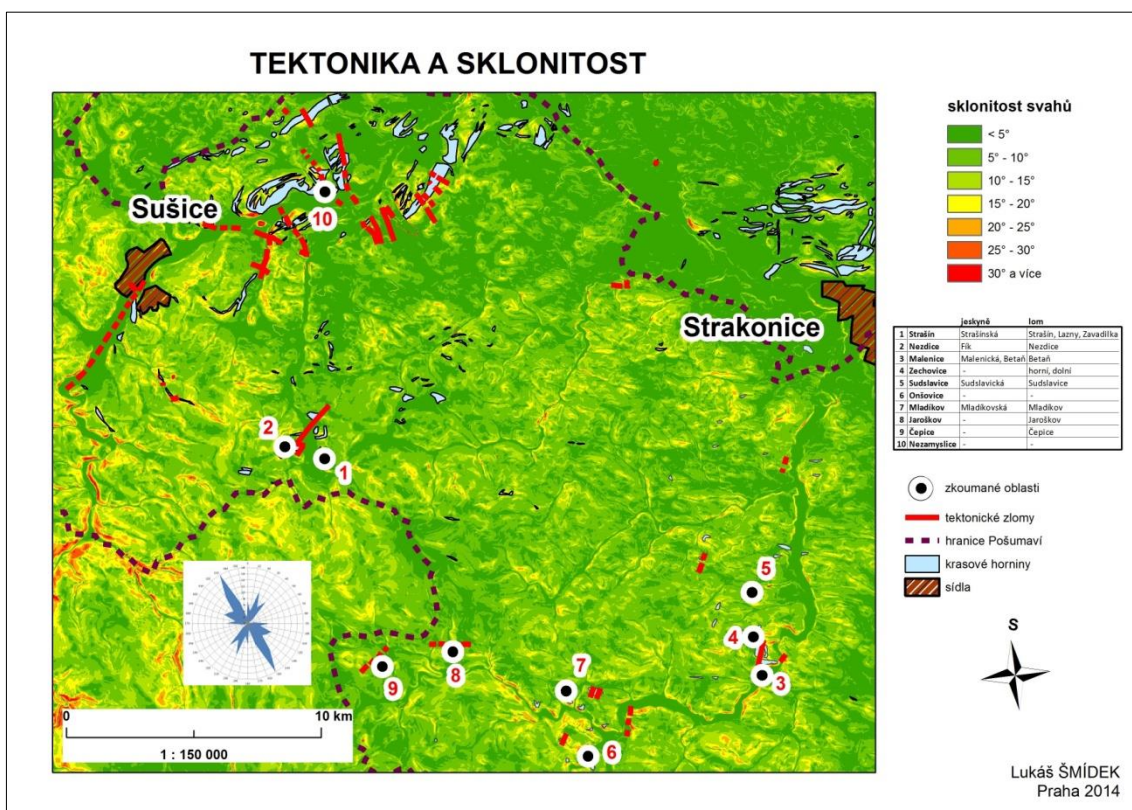 TEKTONIKA A SKLONITOST
Sušice
10
Strakonice
2
1
5
4
3
7
8
9
6
0 10 km
1 : 150 000
sklonitost svahů
< 5°
5° - 10°
10° - 15°
15° - 20°
20° - 25°
25° - 30°
30° a více
jeskyně lom
1 Strašín Strašínská Strašín, Lazny, Zavadilka
2 Nezdice Fík Nezdice
3 Malenice Malenická, Betaň Betaň
4 Zechovice - horní, dolní
5 Sudslavice Sudslavická Sudslavice
6 Onšovice - -
7 Mladíkov Mladíkovská Mladíkov
8 Jaroškov - Jaroškov
9 Čepice - Čepice
10 Nezamyslice - -
zkoumané oblasti
tektonické zlomy
hranice Pošumaví
krasové horniny
sídla
S
Lukáš ŠMÍDEK
Praha 2014